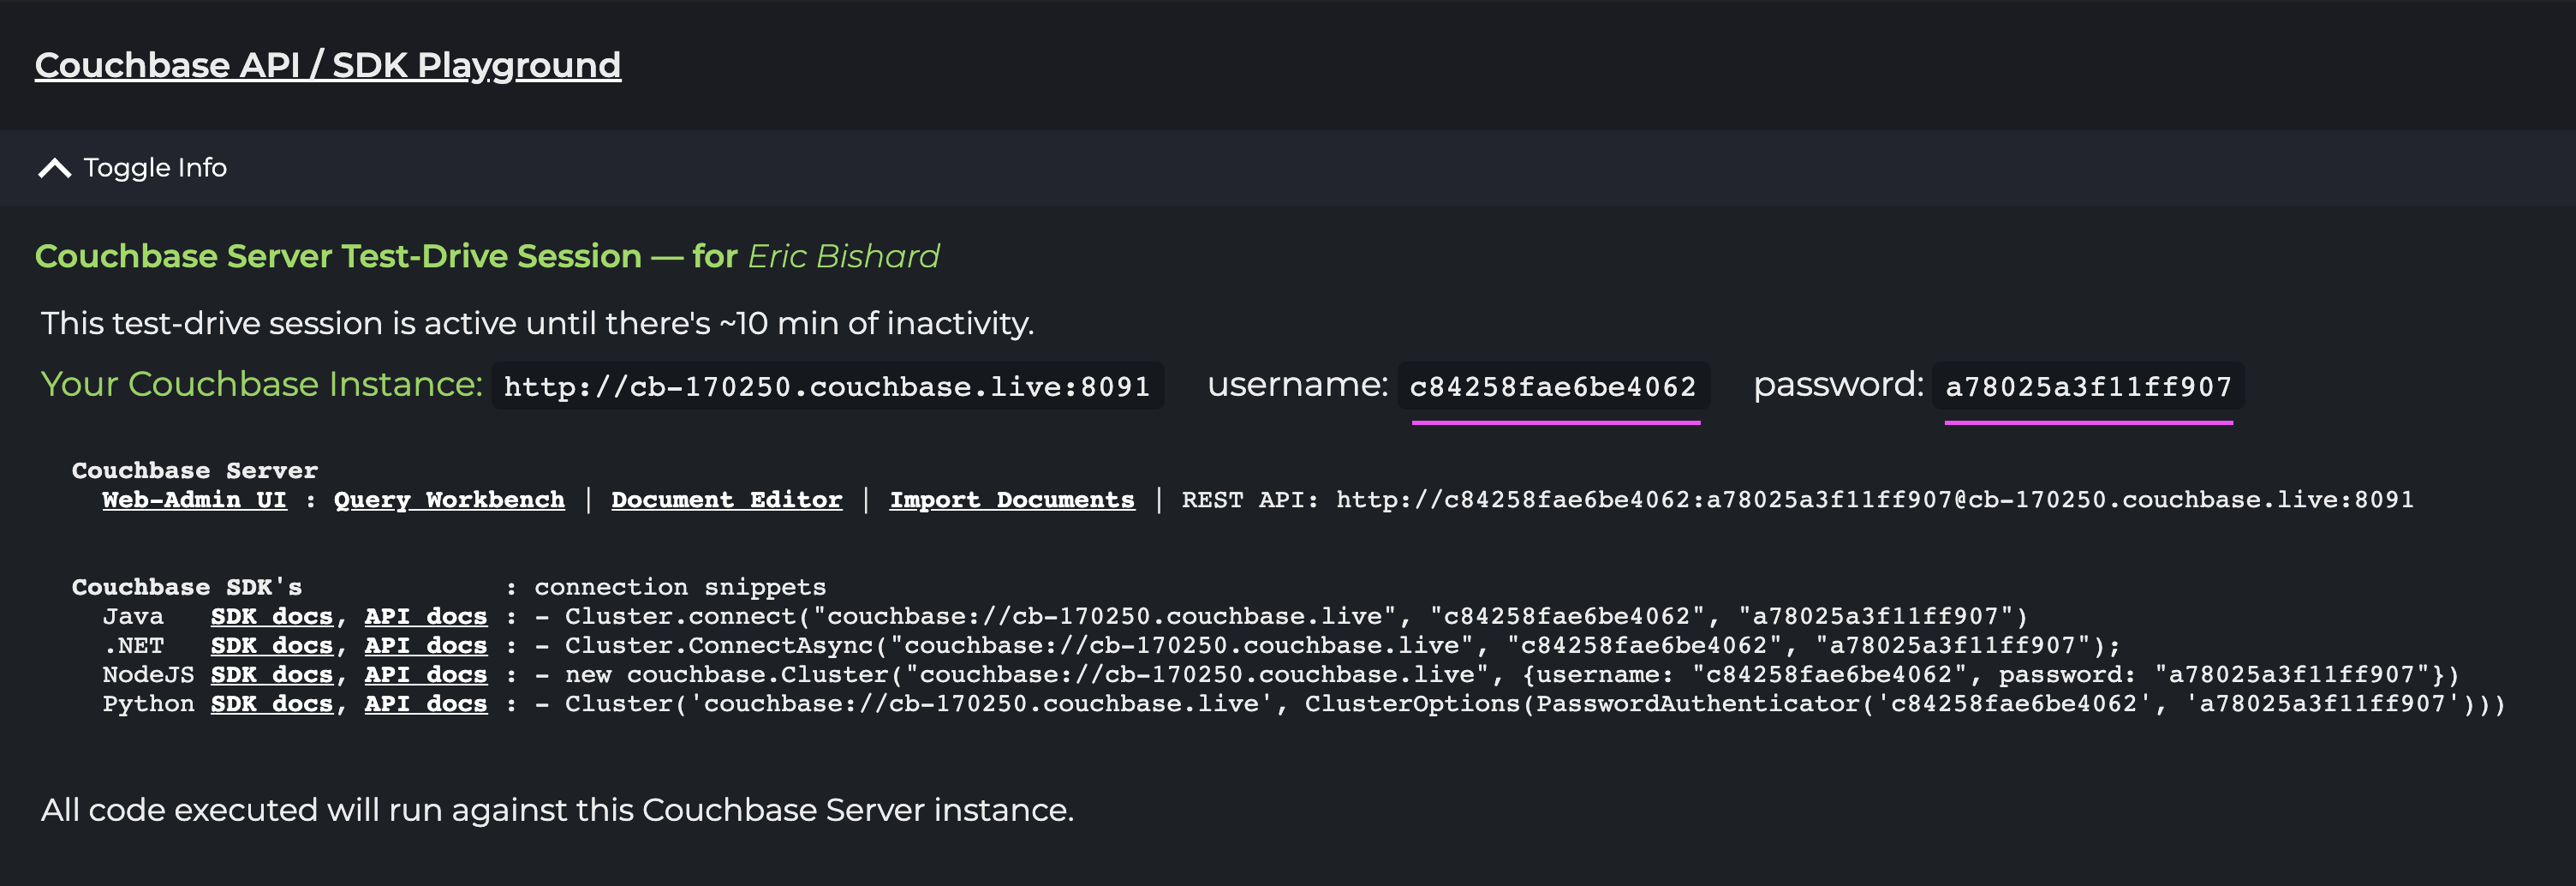 Couchbase API / SDK Playground
Toggle Info
Couchbase Server Test-Drive Session — for Eric Bishard
This test-drive session is active until there's ~10 min of inactivity.
Your Couchbase Instance: http://cb-170250.couchbase.live:8091 username: c84258fae6be4062 password: a78025a3f11ff907
Couchbase Server
Web-Admin UI : Query Workbench | Document Editor | Import Documents | REST API: http://c84258fae6be4062:a78025a3f11ff907@cb-170250.couchbase.live:8091
Couchbase SDK's : connection snippets
Java SDK docs, API docs : - Cluster.connect("couchbase://cb-170250.couchbase.live", "c84258fae6be4062", "a78025a3f11ff907")
.NET SDK docs, API docs : - Cluster.ConnectAsync("couchbase://cb-170250.couchbase.live", "c84258fae6be4062", "a78025a3f11ff907");
NodeJS SDK docs, API docs : - new couchbase.Cluster("couchbase://cb-170250.couchbase.live", {username: "c84258fae6be4062", password: "a78025a3f11ff907"})
Python SDK docs, API docs : - Cluster('couchbase://cb-170250.couchbase.live', ClusterOptions(PasswordAuthenticator('c84258fae6be4062', 'a78025a3f11ff907')))
All code executed will run against this Couchbase Server instance.